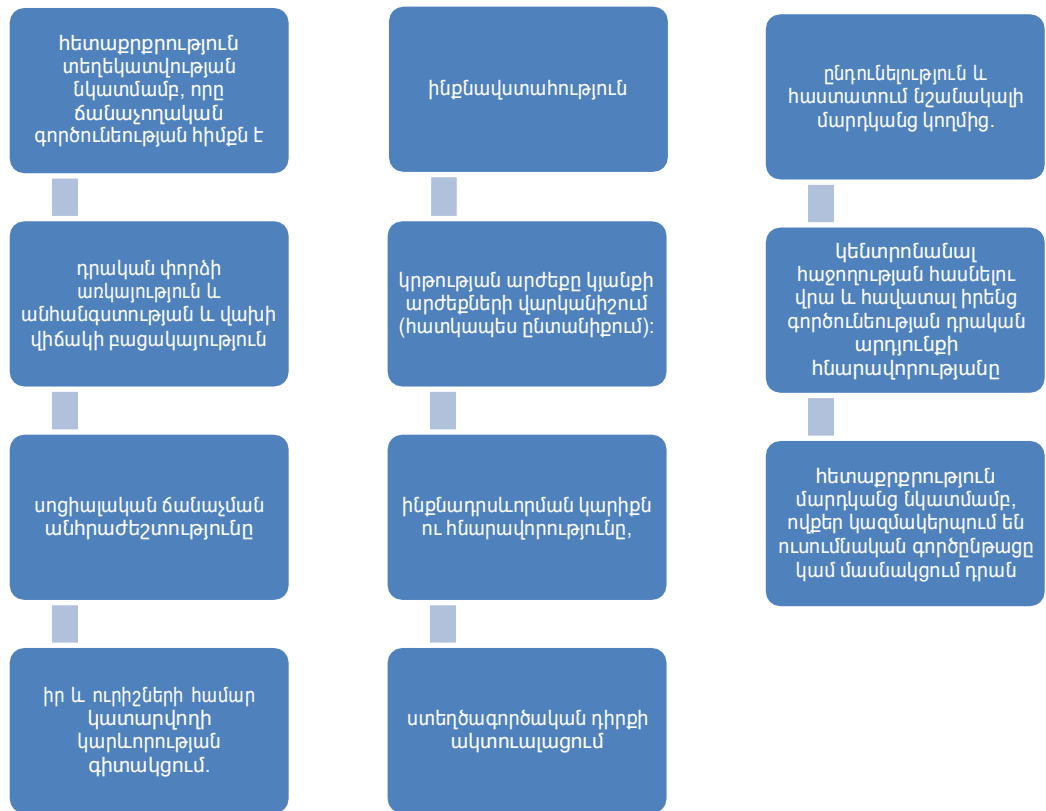 հետաքրքրություն
տեղեկատվության
նկատմամբ, որը
ճանաչողական
գործունեության հիմքն է
դրական փորձի
առկայություն և
անհանգստության և վախի
վիճակի բացակայություն
սոցիալական ճանաչման
անհրաժեշտությունը
իր և ուրիշների համար
կատարվողի
կարևորության
գիտակցում.
ինքնավստահություն
կրթության արժեքը կյանքի
արժեքների վարկանիշում
(հատկապես ընտանիքում):
ինքնադրսևորման կարիքն
ու հնարավորությունը,
ստեղծագործական դիրքի
ակտուալացում
ընդունելություն և
հաստատում նշանակալի
մարդկանց կողմից.
կենտրոնանալ
հաջողության հասնելու
վրա և հավատալ իրենց
գործունեության դրական
արդյունքի
հնարավորությանը
հետաքրքրություն
մարդկանց նկատմամբ,
ովքեր կազմակերպում են
ուսումնական գործընթացը
կամ մասնակցում դրան